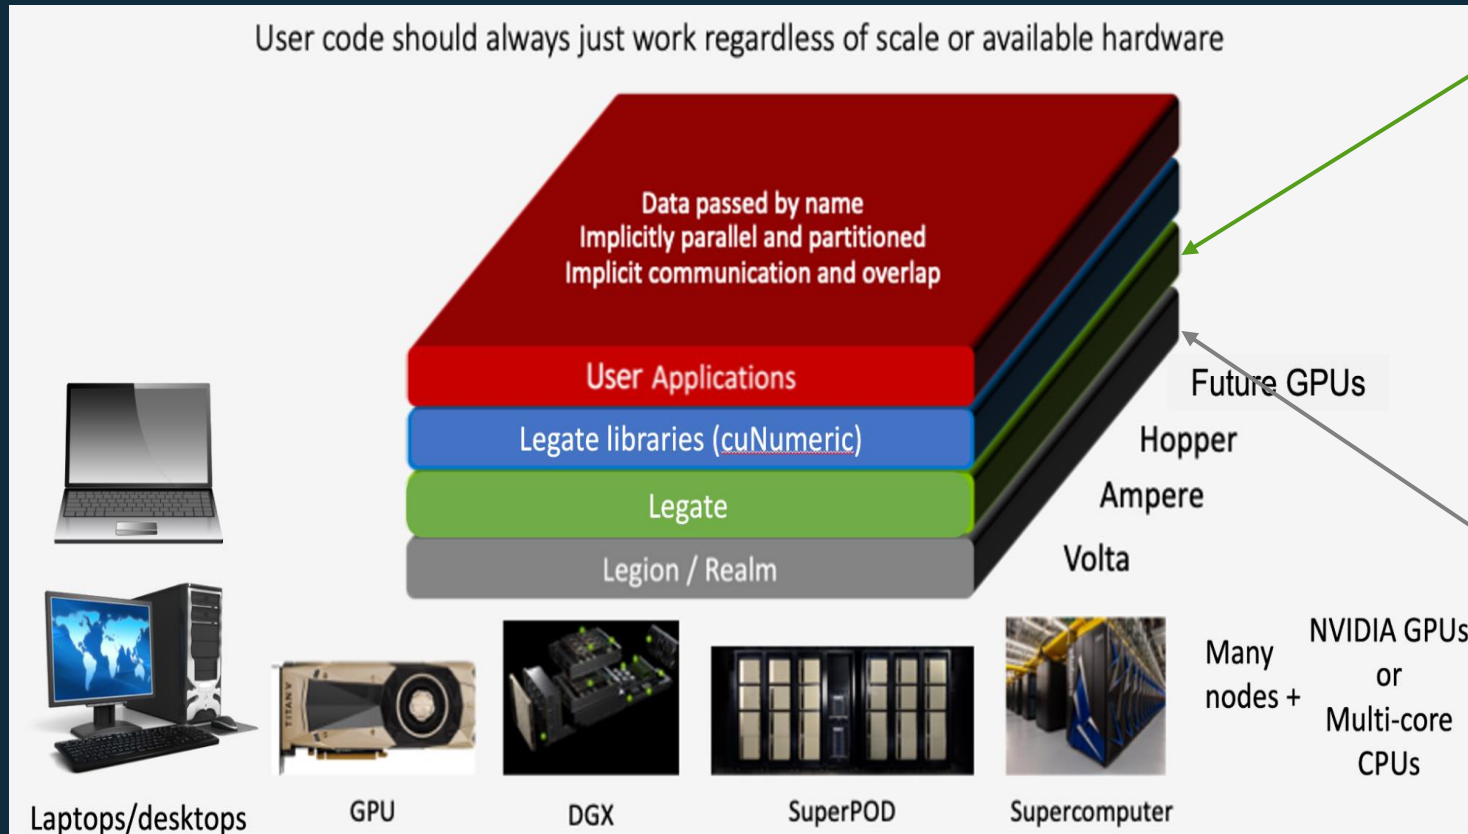 User code should always just work regardless of scale or available hardware
Data passed by name
Implicitly parallel and partitioned
Implicit communication and overlap
User Applications
Legate libraries (cuNumeric)
Legate
Legion / Realm
Future GPUs
Hopper
Ampere
Volta
TITAN V
Many
nodes +
NVIDIA GPUs
or
Multi-core
CPUs
Laptops/desktops
GPU
DGX
SuperPOD
Supercomputer